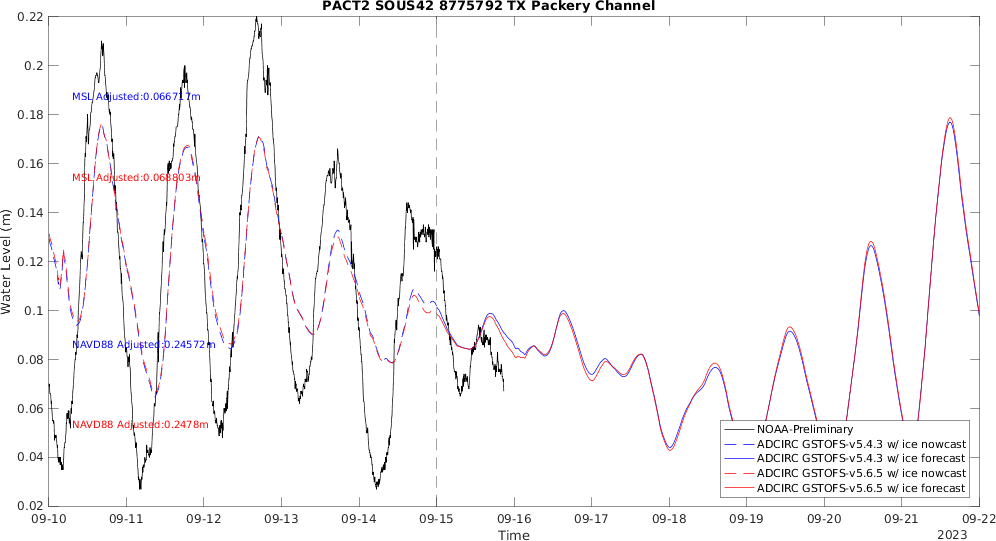 PACT2 SOUS42 8775792 TX Packery Channel
Water Level (m)
0.22
0.2
0.18
0.16
0.14
0.12
0.1
0.08
0.06
0.04
0.02
MSL Adjusted:0.066717m
MSL Adjusted:0.068803m
NAVD88 Adjusted:0.24572m
NAVD88 Adjusted:0.2478m
NOAA-Preliminary
ADCIRC GSTOFS-v5.4.3 w/ ice nowcast
ADCIRC GSTOFS-v5.4.3 w/ ice forecast
ADCIRC GSTOFS-v5.6.5 w/ ice nowcast
ADCIRC GSTOFS-v5.6.5 w/ ice forecast
09-10 09-11 09-12 09-13 09-14 09-15 09-16 09-17 09-18 09-19 09-20 09-21 09-22
Time
2023